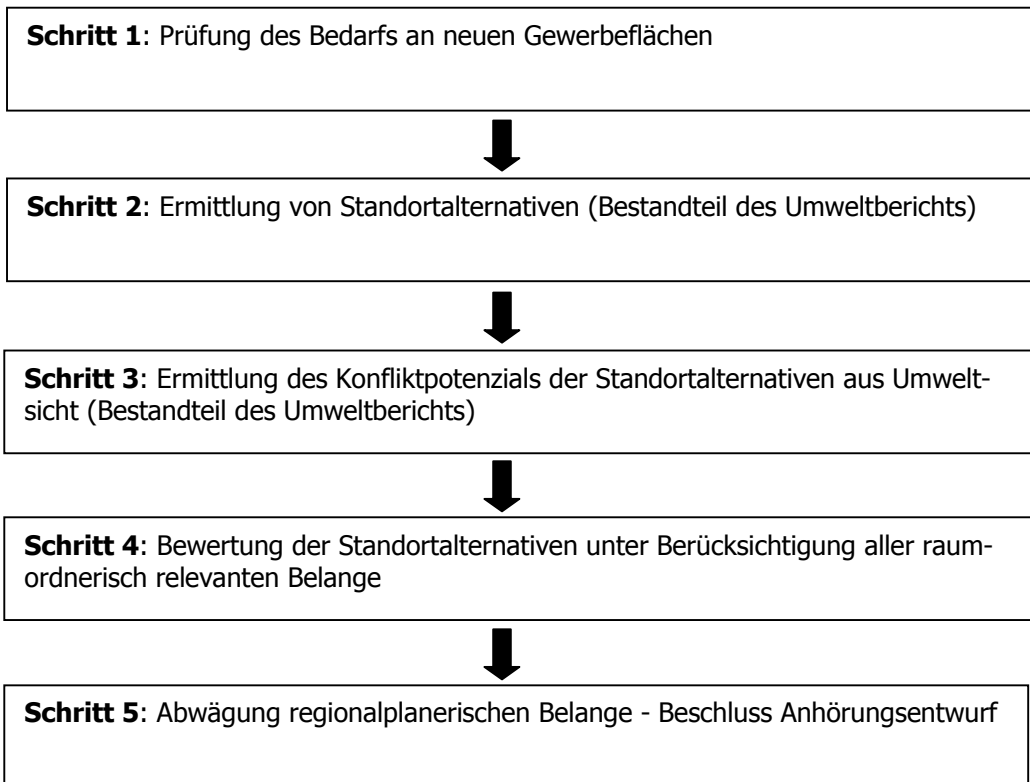 Schritt 1: Prüfung des Bedarfs an neuen Gewerbeflächen
Schritt 2: Ermittlung von Standortalternativen (Bestandteil des Umweltberichts)
Schritt 3: Ermittlung des Konfliktpotenzials der Standortalternativen aus Umwelt-
sicht (Bestandteil des Umweltberichts)
Schritt 4: Bewertung der Standortalternativen unter Berücksichtigung aller raum-
ordnerisch relevanten Belange
Schritt 5: Abwägung regionalplanerischen Belange - Beschluss Anhörungsentwurf